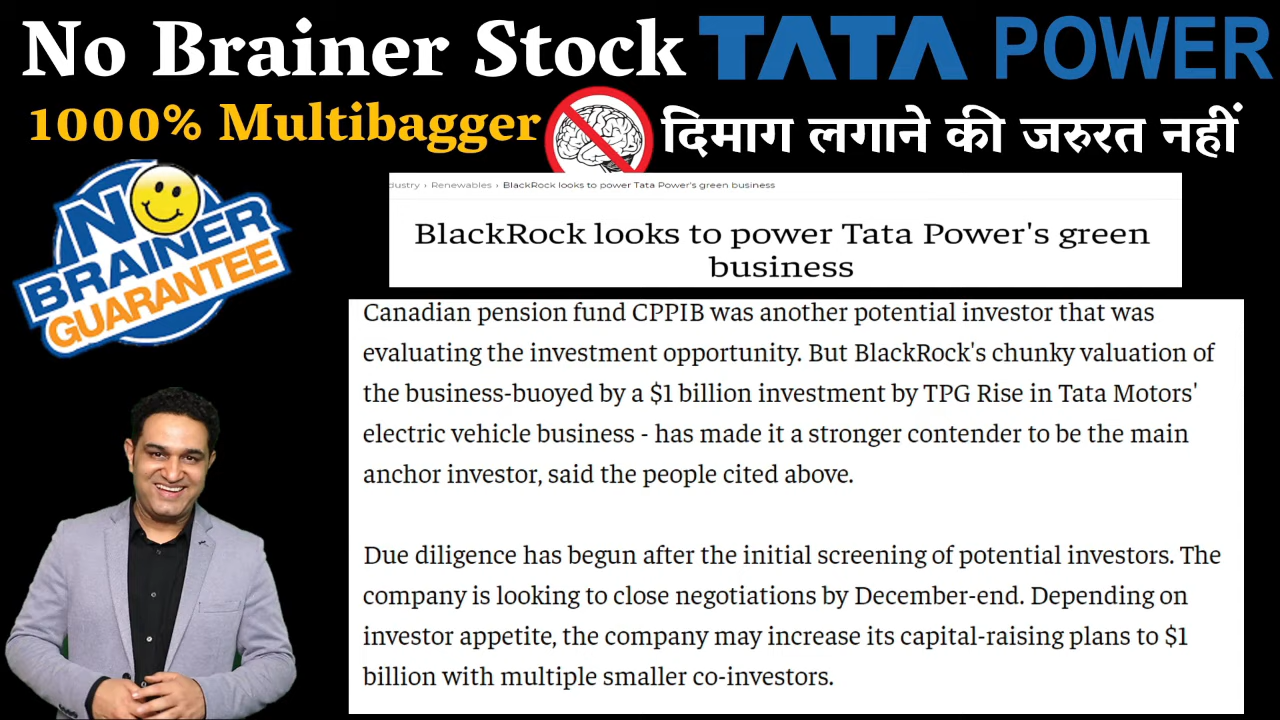 No Brainer Stock TATA POWER
1000% Multibagger दिमाग लगाने की जरुरत नहीं
NO
BRAINER
GUARANTEE
dustry › Renewables › BlackRock looks to power Tata Power's green business
BlackRock looks to power Tata Power's green
business
Canadian pension fund CPPIB was another potential investor that was
evaluating the investment opportunity. But BlackRock's chunky valuation of
the business-buoyed by a $1 billion investment by TPG Rise in Tata Motors'
electric vehicle business - has made it a stronger contender to be the main
anchor investor, said the people cited above.
Due diligence has begun after the initial screening of potential investors. The
company is looking to close negotiations by December-end. Depending on
investor appetite, the company may increase its capital-raising plans to $1
billion with multiple smaller co-investors.